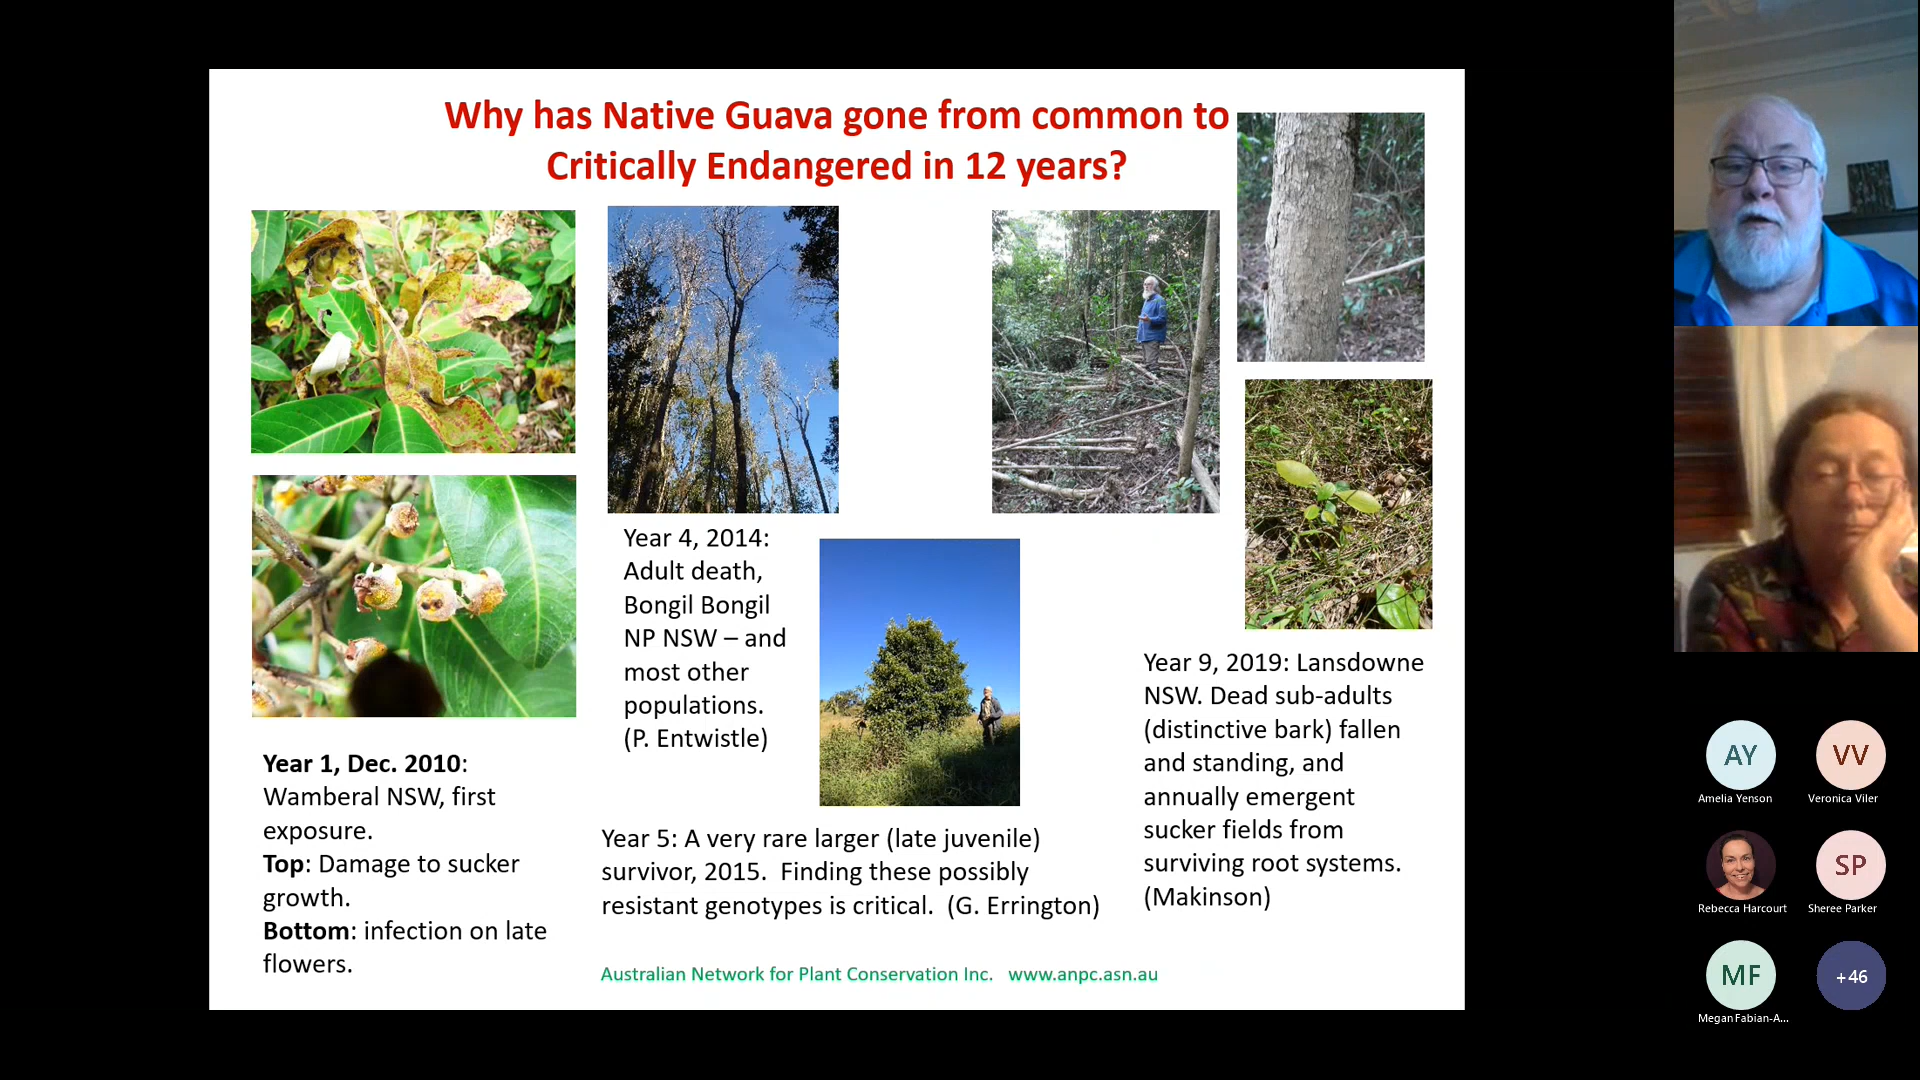 Why has Native Guava gone from common to
Critically Endangered in 12 years?
Year 1, Dec. 2010:
Wamberal NSW, first
exposure.
Top: Damage to sucker
growth.
Bottom: infection on late
flowers.
Year 4, 2014:
Adult death,
Bongil Bongil
NP NSW – and
most other
populations.
(P. Entwistle)
Year 5: A very rare larger (late juvenile)
survivor, 2015.  Finding these possibly
resistant genotypes is critical.  (G. Errington)
Year 9, 2019: Lansdowne
NSW. Dead sub-adults
(distinctive bark) fallen
and standing, and
annually emergent
sucker fields from
surviving root systems.
(Makinson)
Australian Network for Plant Conservation Inc.   www.anpc.asn.au
AY
Amelia Yenson
VV
Veronica Viler
Rebecca Harcourt
SP
Sheree Parker
MF
Megan Fabian-A...
+46